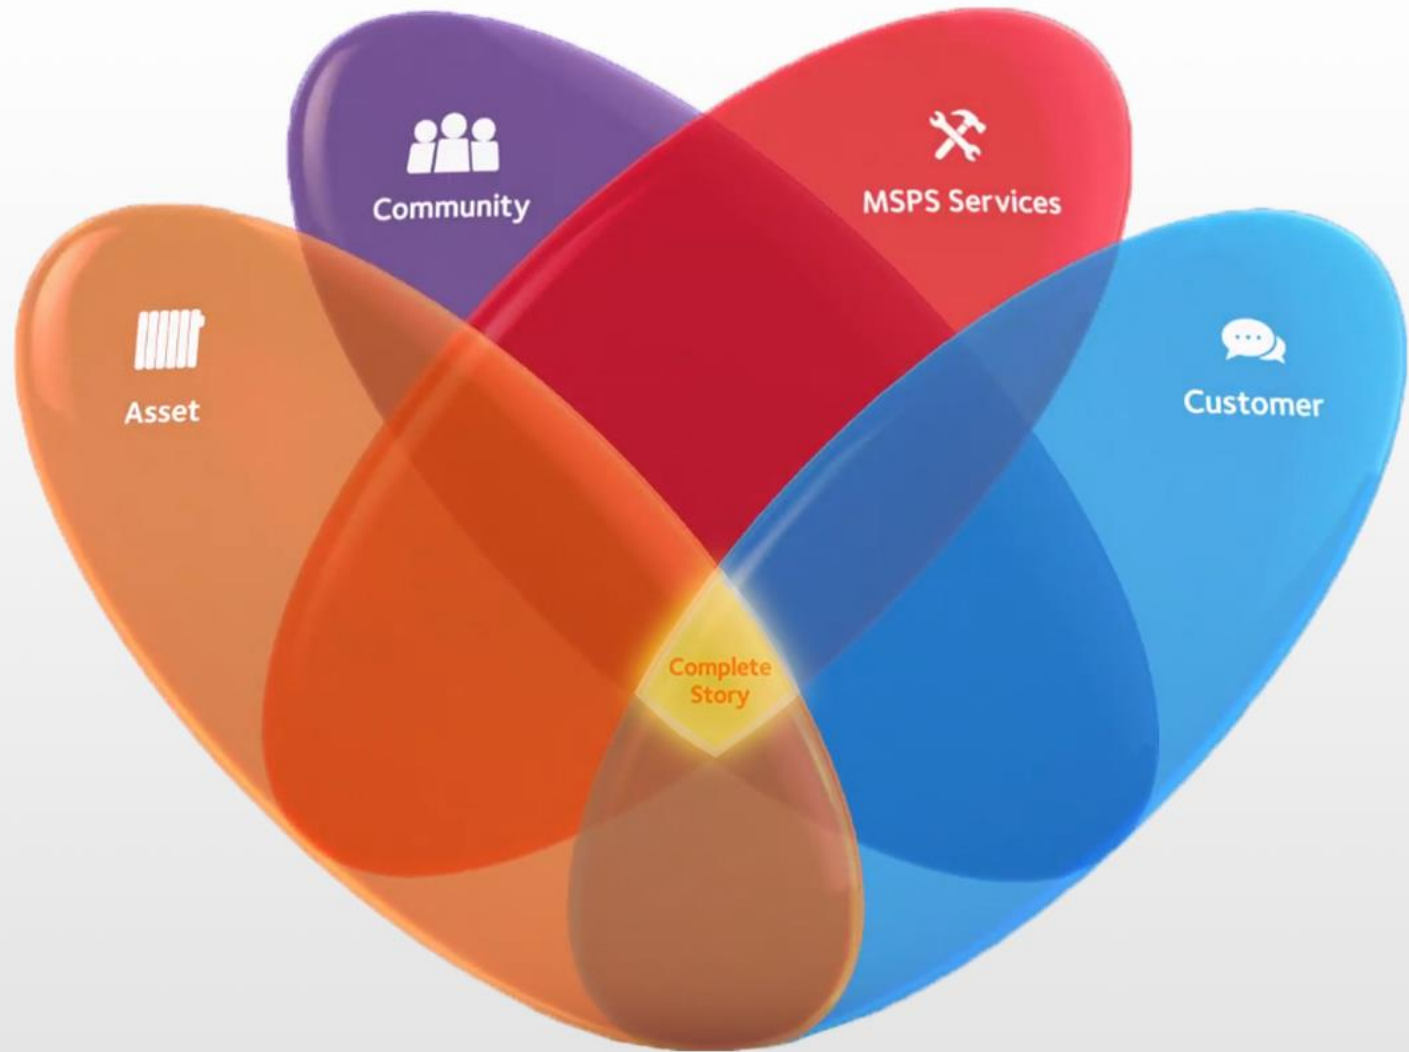 Community
MSPS Services
Asset
Customer
Complete
Story